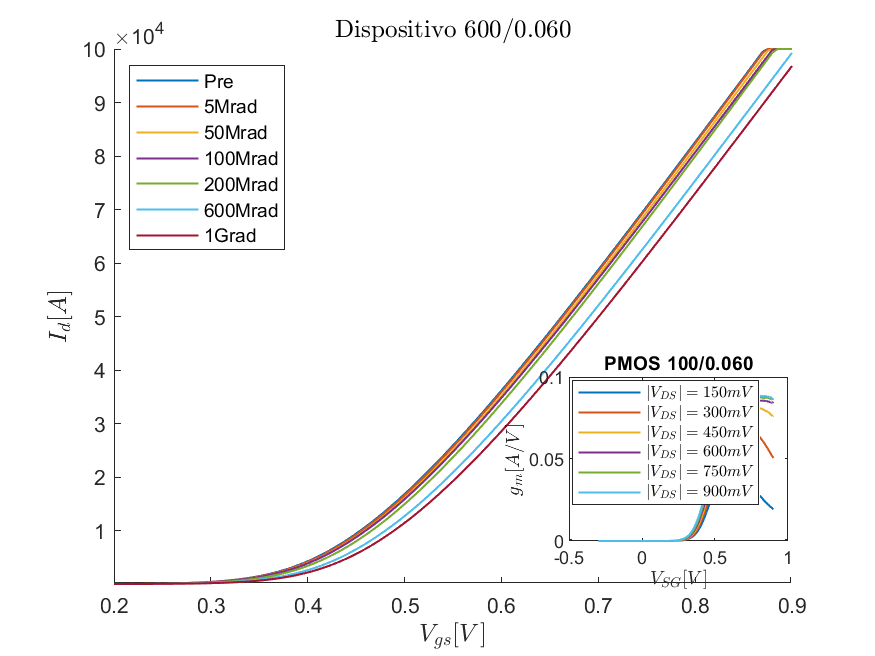 Dispositivo 600/0.060
×10⁴
10
9
8
7
6
5
4
3
2
1
I_d[A]
Pre
5Mrad
50Mrad
100Mrad
200Mrad
600Mrad
1Grad
0.2
0.3
0.4
0.5
0.6
0.7
0.8
0.9
V_gs[V]
PMOS 100/0.060
0.1
0.05
0
g_m[A/V]
|V_DS| = 150mV
|V_DS| = 300mV
|V_DS| = 450mV
|V_DS| = 600mV
|V_DS| = 750mV
|V_DS| = 900mV
-0.5
0
0.5
1
V_SG[V]